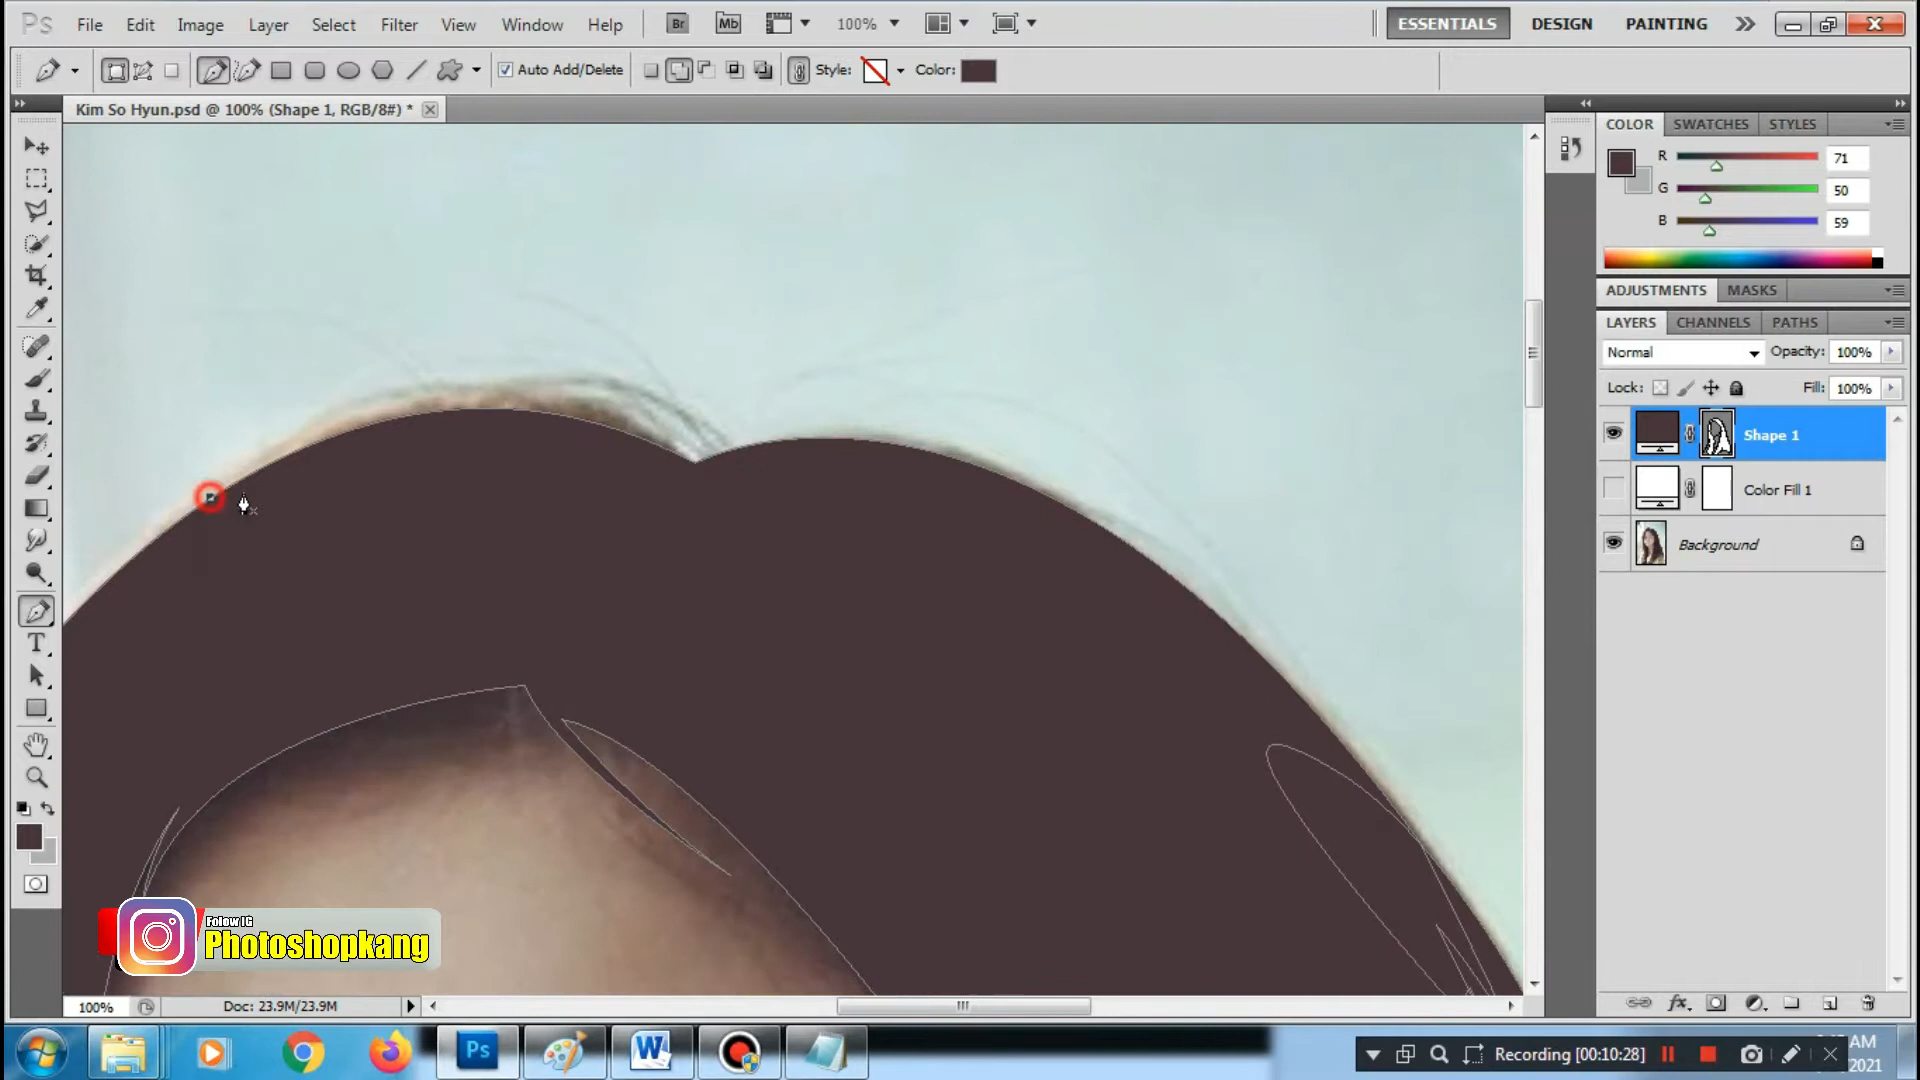 Ps File Edit Image Layer Select Filter View Window Help Br Mb 100% ESSENTIALS DESIGN PAINTING
Auto Add/Delete Style: Color:
Kim So Hyun.psd @ 100% (Shape 1, RGB/8#) *
COLOR SWATCHES STYLES
R 71
G 50
B 59
ADJUSTMENTS MASKS
LAYERS CHANNELS PATHS
Normal Opacity: 100%
Lock: Fill: 100%
Shape 1
Color Fill 1
Background
T
Folow IG
Photoshopkang
100% Doc: 23.9M/23.9M
fx
Ps W Recording [00:10:28] AM